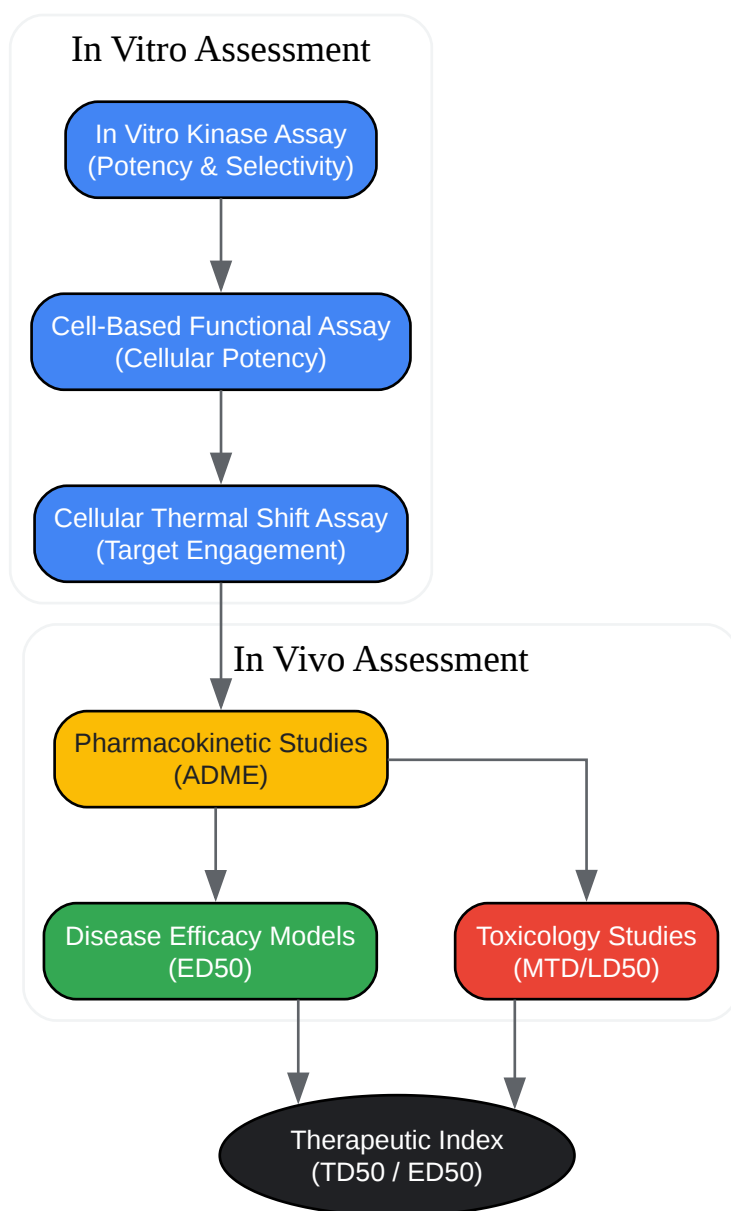 In Vitro Assessment
In Vitro Kinase Assay
(Potency & Selectivity)
Cell-Based Functional Assay
(Cellular Potency)
Cellular Thermal Shift Assay
(Target Engagement)
In Vivo Assessment
Pharmacokinetic Studies
(ADME)
Disease Efficacy Models
(ED50)
Toxicology Studies
(MTD/LD50)
Therapeutic Index
(TD50 / ED50)